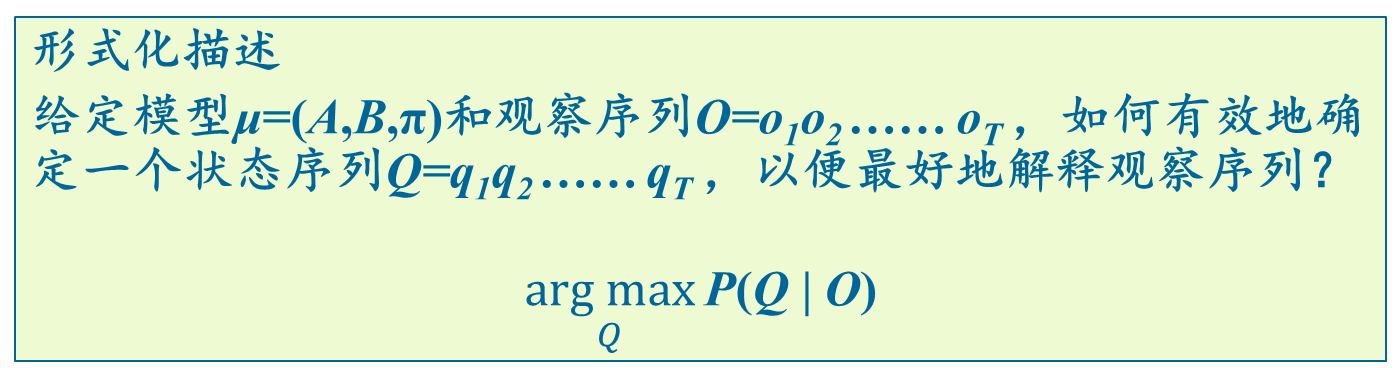 形式化描述
给定模型μ=(A,B,π)和观察序列O=o1o2…… oT，如何有效地确
定一个状态序列Q=q1q2…… qT，以便最好地解释观察序列？
arg max P(Q | O)
Q